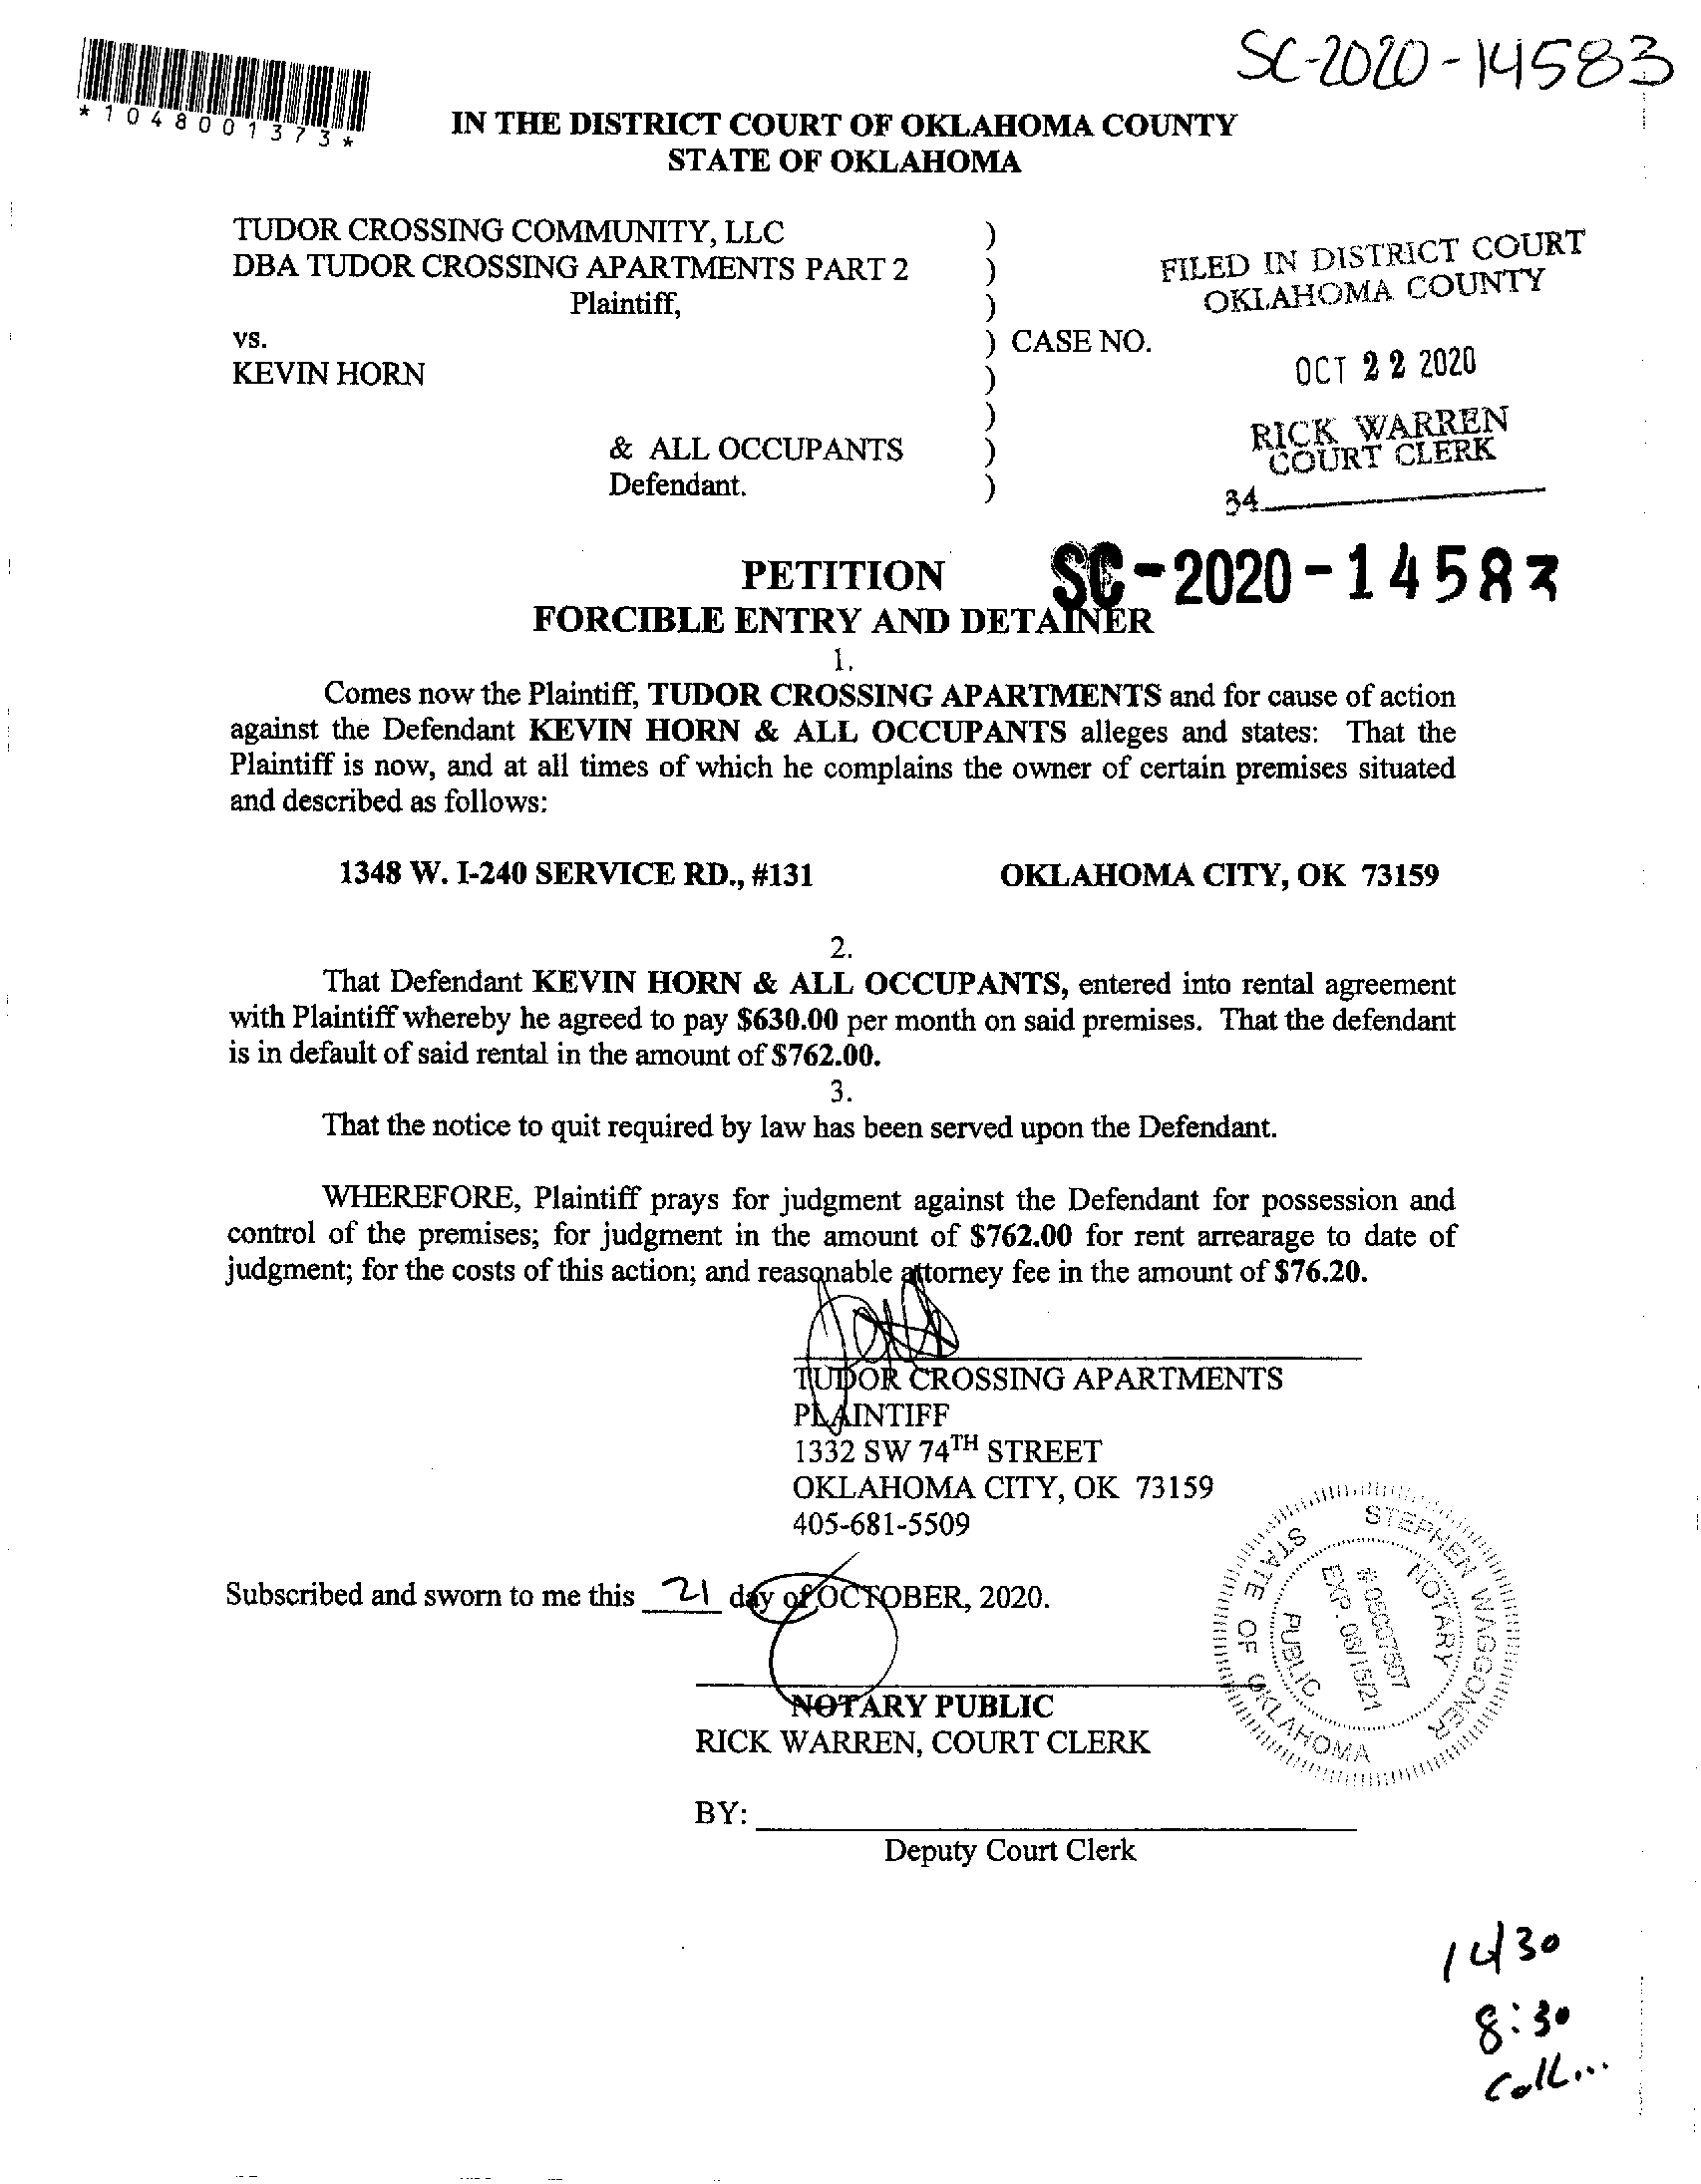 SC-2020-14583
*1048001373*
IN THE DISTRICT COURT OF OKLAHOMA COUNTY
STATE OF OKLAHOMA
TUDOR CROSSING COMMUNITY, LLC )
DBA TUDOR CROSSING APARTMENTS PART 2 )
Plaintiff, )
vs. ) CASE NO.
KEVIN HORN )
)
& ALL OCCUPANTS )
Defendant. )
FILED IN DISTRICT COURT
OKLAHOMA COUNTY
OCT 22 2020
RICK WARREN
COURT CLERK
34
SC-2020-14583
PETITION
FORCIBLE ENTRY AND DETAINER
1.
Comes now the Plaintiff, TUDOR CROSSING APARTMENTS and for cause of action
against the Defendant KEVIN HORN & ALL OCCUPANTS alleges and states: That the
Plaintiff is now, and at all times of which he complains the owner of certain premises situated
and described as follows:
1348 W. I-240 SERVICE RD., #131 OKLAHOMA CITY, OK 73159
2.
That Defendant KEVIN HORN & ALL OCCUPANTS, entered into rental agreement
with Plaintiff whereby he agreed to pay $630.00 per month on said premises. That the defendant
is in default of said rental in the amount of $762.00.
3.
That the notice to quit required by law has been served upon the Defendant.
WHEREFORE, Plaintiff prays for judgment against the Defendant for possession and
control of the premises; for judgment in the amount of $762.00 for rent arrearage to date of
judgment; for the costs of this action; and reasonable attorney fee in the amount of $76.20.
TUDOR CROSSING APARTMENTS
PLAINTIFF
1332 SW 74TH STREET
OKLAHOMA CITY, OK 73159
405-681-5509
Subscribed and sworn to me this 21 day of OCTOBER, 2020.
NOTARY PUBLIC
RICK WARREN, COURT CLERK
BY:
Deputy Court Clerk
STEPHEN WAGGONER
STATE OF OKLAHOMA
NOTARY
PUBLIC
# 05007807
EXP. 08/15/21
1430
8:30